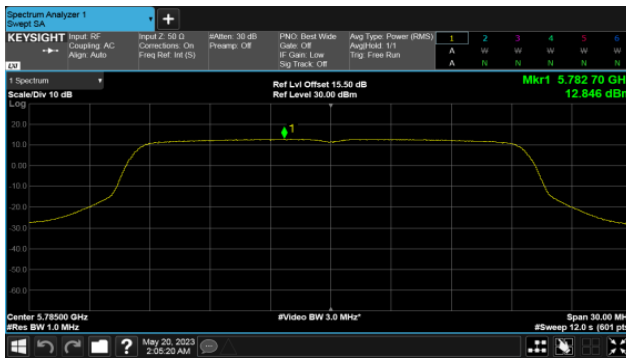 Spectrum Analyzer 1
Swept SA
+
KEYSIGHT Input: RF Input Z: 50 Ω #Atten: 30 dB PNO: Best Wide Avg Type: Power (RMS) 1 2 3 4 5 6
Coupling: AC Corrections: On Preamp: Off Gate: Off Avg|Hold: 1/1 A W W W W W
Align: Auto Freq Ref: Int (S) IF Gain: Low Trig: Free Run
Sig Track: Off A N N N N N
LXI
1 Spectrum Ref Lvl Offset 15.50 dB Mkr1 5.782 70 GH
Scale/Div 10 dB Ref Level 30.00 dBm 12.846 dBm
Log
20.0
1
10.0
0.00
-10.0
-20.0
-30.0
-40.0
-50.0
-60.0
Center 5.78500 GHz #Video BW 3.0 MHz* Span 30.00 MH
#Res BW 1.0 MHz #Sweep 12.0 s (601 pts
? May 20, 2023
2:05:20 AM